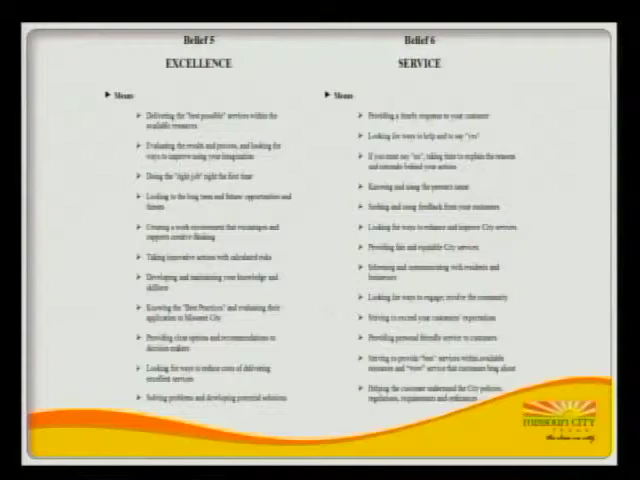 Belief 5
EXCELLENCE
Means
Delivering the "best possible" services within the
available resources
Evaluating the results and process, and looking for
ways to improve using your imagination
Doing the "right job" right the first time
Looking to the long term and future opportunities and
Creating a work environment that encourages and
supports creative thinking
Taking innovative actions with calculated risks
Developing and maintaining your knowledge and
skill sets
Knowing the "Best Practices" and evaluating their
application to Missouri City
Providing clear options and recommendations to
decision makers
Looking for ways to reduce costs of delivering
excellent services
Solving problems and developing potential solutions
Belief 6
SERVICE
Means
Providing a timely response to your customer
Looking for ways to help and to say "yes"
If you must say "no", taking time to explain the reasons
and rationale behind your action
Knowing and using the person's name
Seeking and using feedback from your customers
Looking for ways to enhance and improve City services
Providing fair and equitable City services
Informing and communicating with residents and
businesses
Looking for ways to engage/involve the community
Striving to exceed your customers' expectations
Providing personal friendly service to customers
Striving to provide "best" services within available
resources and "wow" service that customers brag about
Helping the customer understand the City policies,
regulations, requirements and ordinances
missouri CITY
TEXAS
the show me city